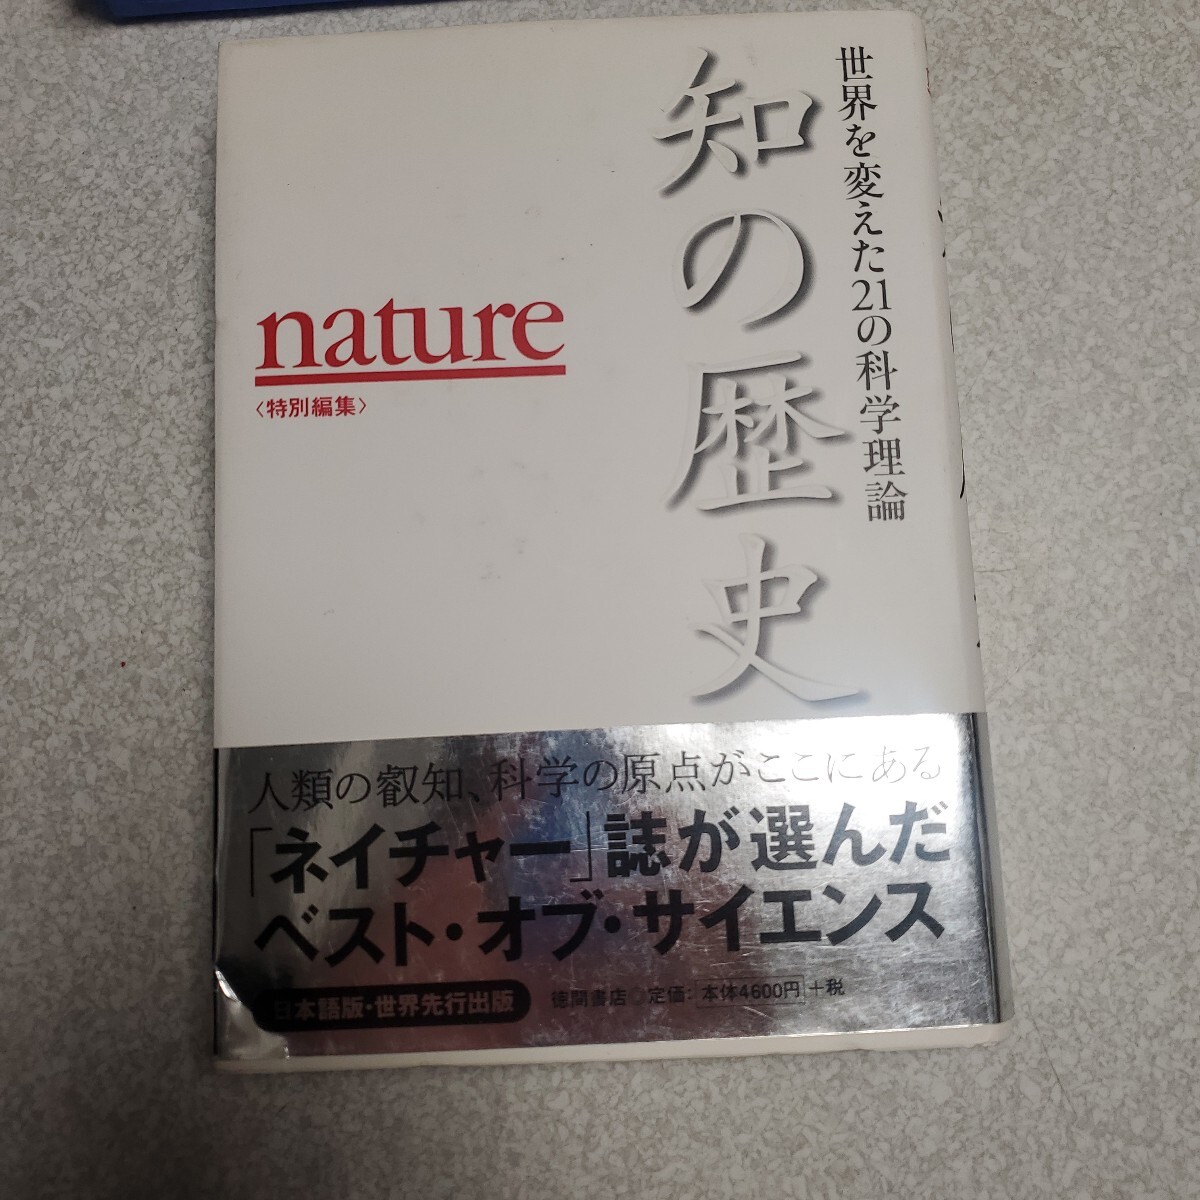 世界を変えた21の科学理論
知の歴史
nature
〈特別編集〉
人類の叡知、科学の原点がここにある
「ネイチャー」誌が選んだ
ベスト・オブ・サイエンス
日本語版・世界先行出版
徳間書店◎定価:本体4600円+税